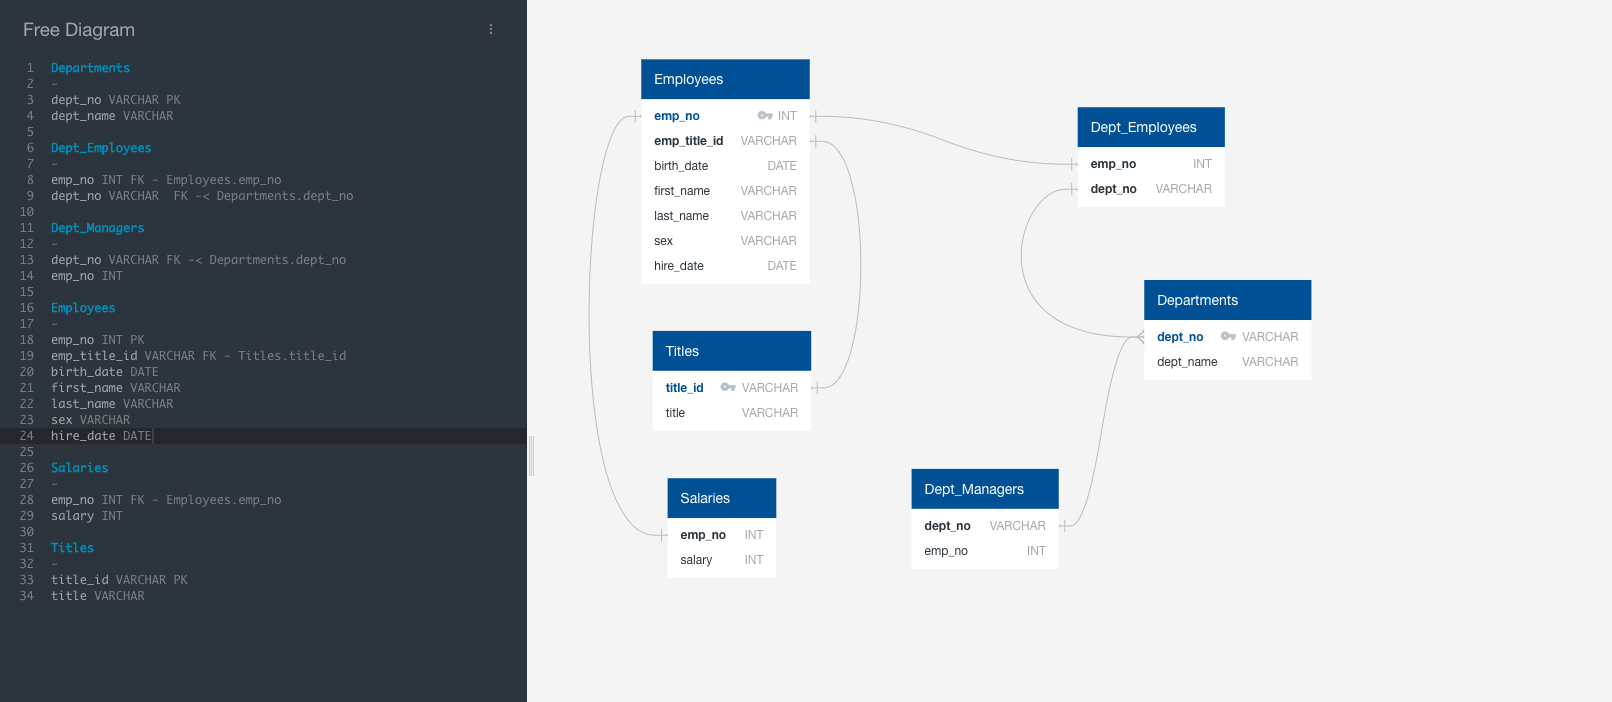 Free Diagram
1 Departments
2 -
3 dept_no VARCHAR PK
4 dept_name VARCHAR
5
6 Dept_Employees
7 -
8 emp_no INT FK - Employees.emp_no
9 dept_no VARCHAR  FK -< Departments.dept_no
10
11 Dept_Managers
12 -
13 dept_no VARCHAR FK -< Departments.dept_no
14 emp_no INT
15
16 Employees
17 -
18 emp_no INT PK
19 emp_title_id VARCHAR FK - Titles.title_id
20 birth_date DATE
21 first_name VARCHAR
22 last_name VARCHAR
23 sex VARCHAR
24 hire_date DATE
25
26 Salaries
27 -
28 emp_no INT FK - Employees.emp_no
29 salary INT
30
31 Titles
32 -
33 title_id VARCHAR PK
34 title VARCHAR
Employees
emp_no INT
emp_title_id VARCHAR
birth_date DATE
first_name VARCHAR
last_name VARCHAR
sex VARCHAR
hire_date DATE
Dept_Employees
emp_no INT
dept_no VARCHAR
Titles
title_id VARCHAR
title VARCHAR
Departments
dept_no VARCHAR
dept_name VARCHAR
Salaries
emp_no INT
salary INT
Dept_Managers
dept_no VARCHAR
emp_no INT